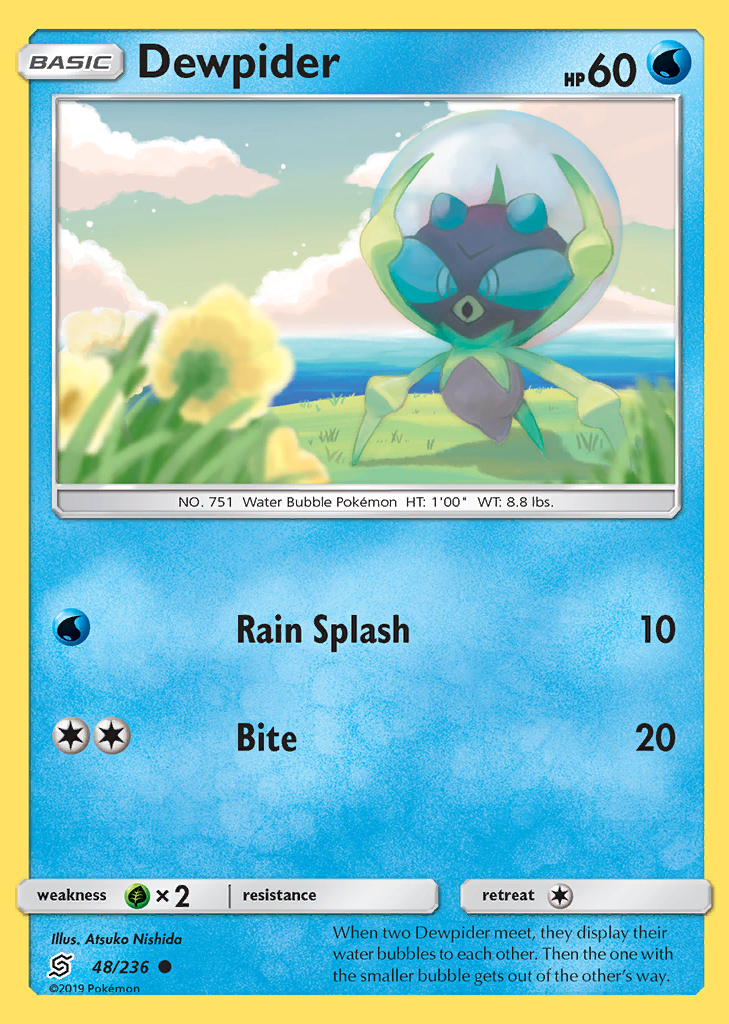 BASIC Dewpider HP60
NO. 751 Water Bubble Pokémon HT: 1'00" WT: 8.8 lbs.
Rain Splash 10
Bite 20
weakness ×2 resistance retreat
Illus. Atsuko Nishida
48/236
©2019 Pokémon
When two Dewpider meet, they display their
water bubbles to each other. Then the one with
the smaller bubble gets out of the other's way.